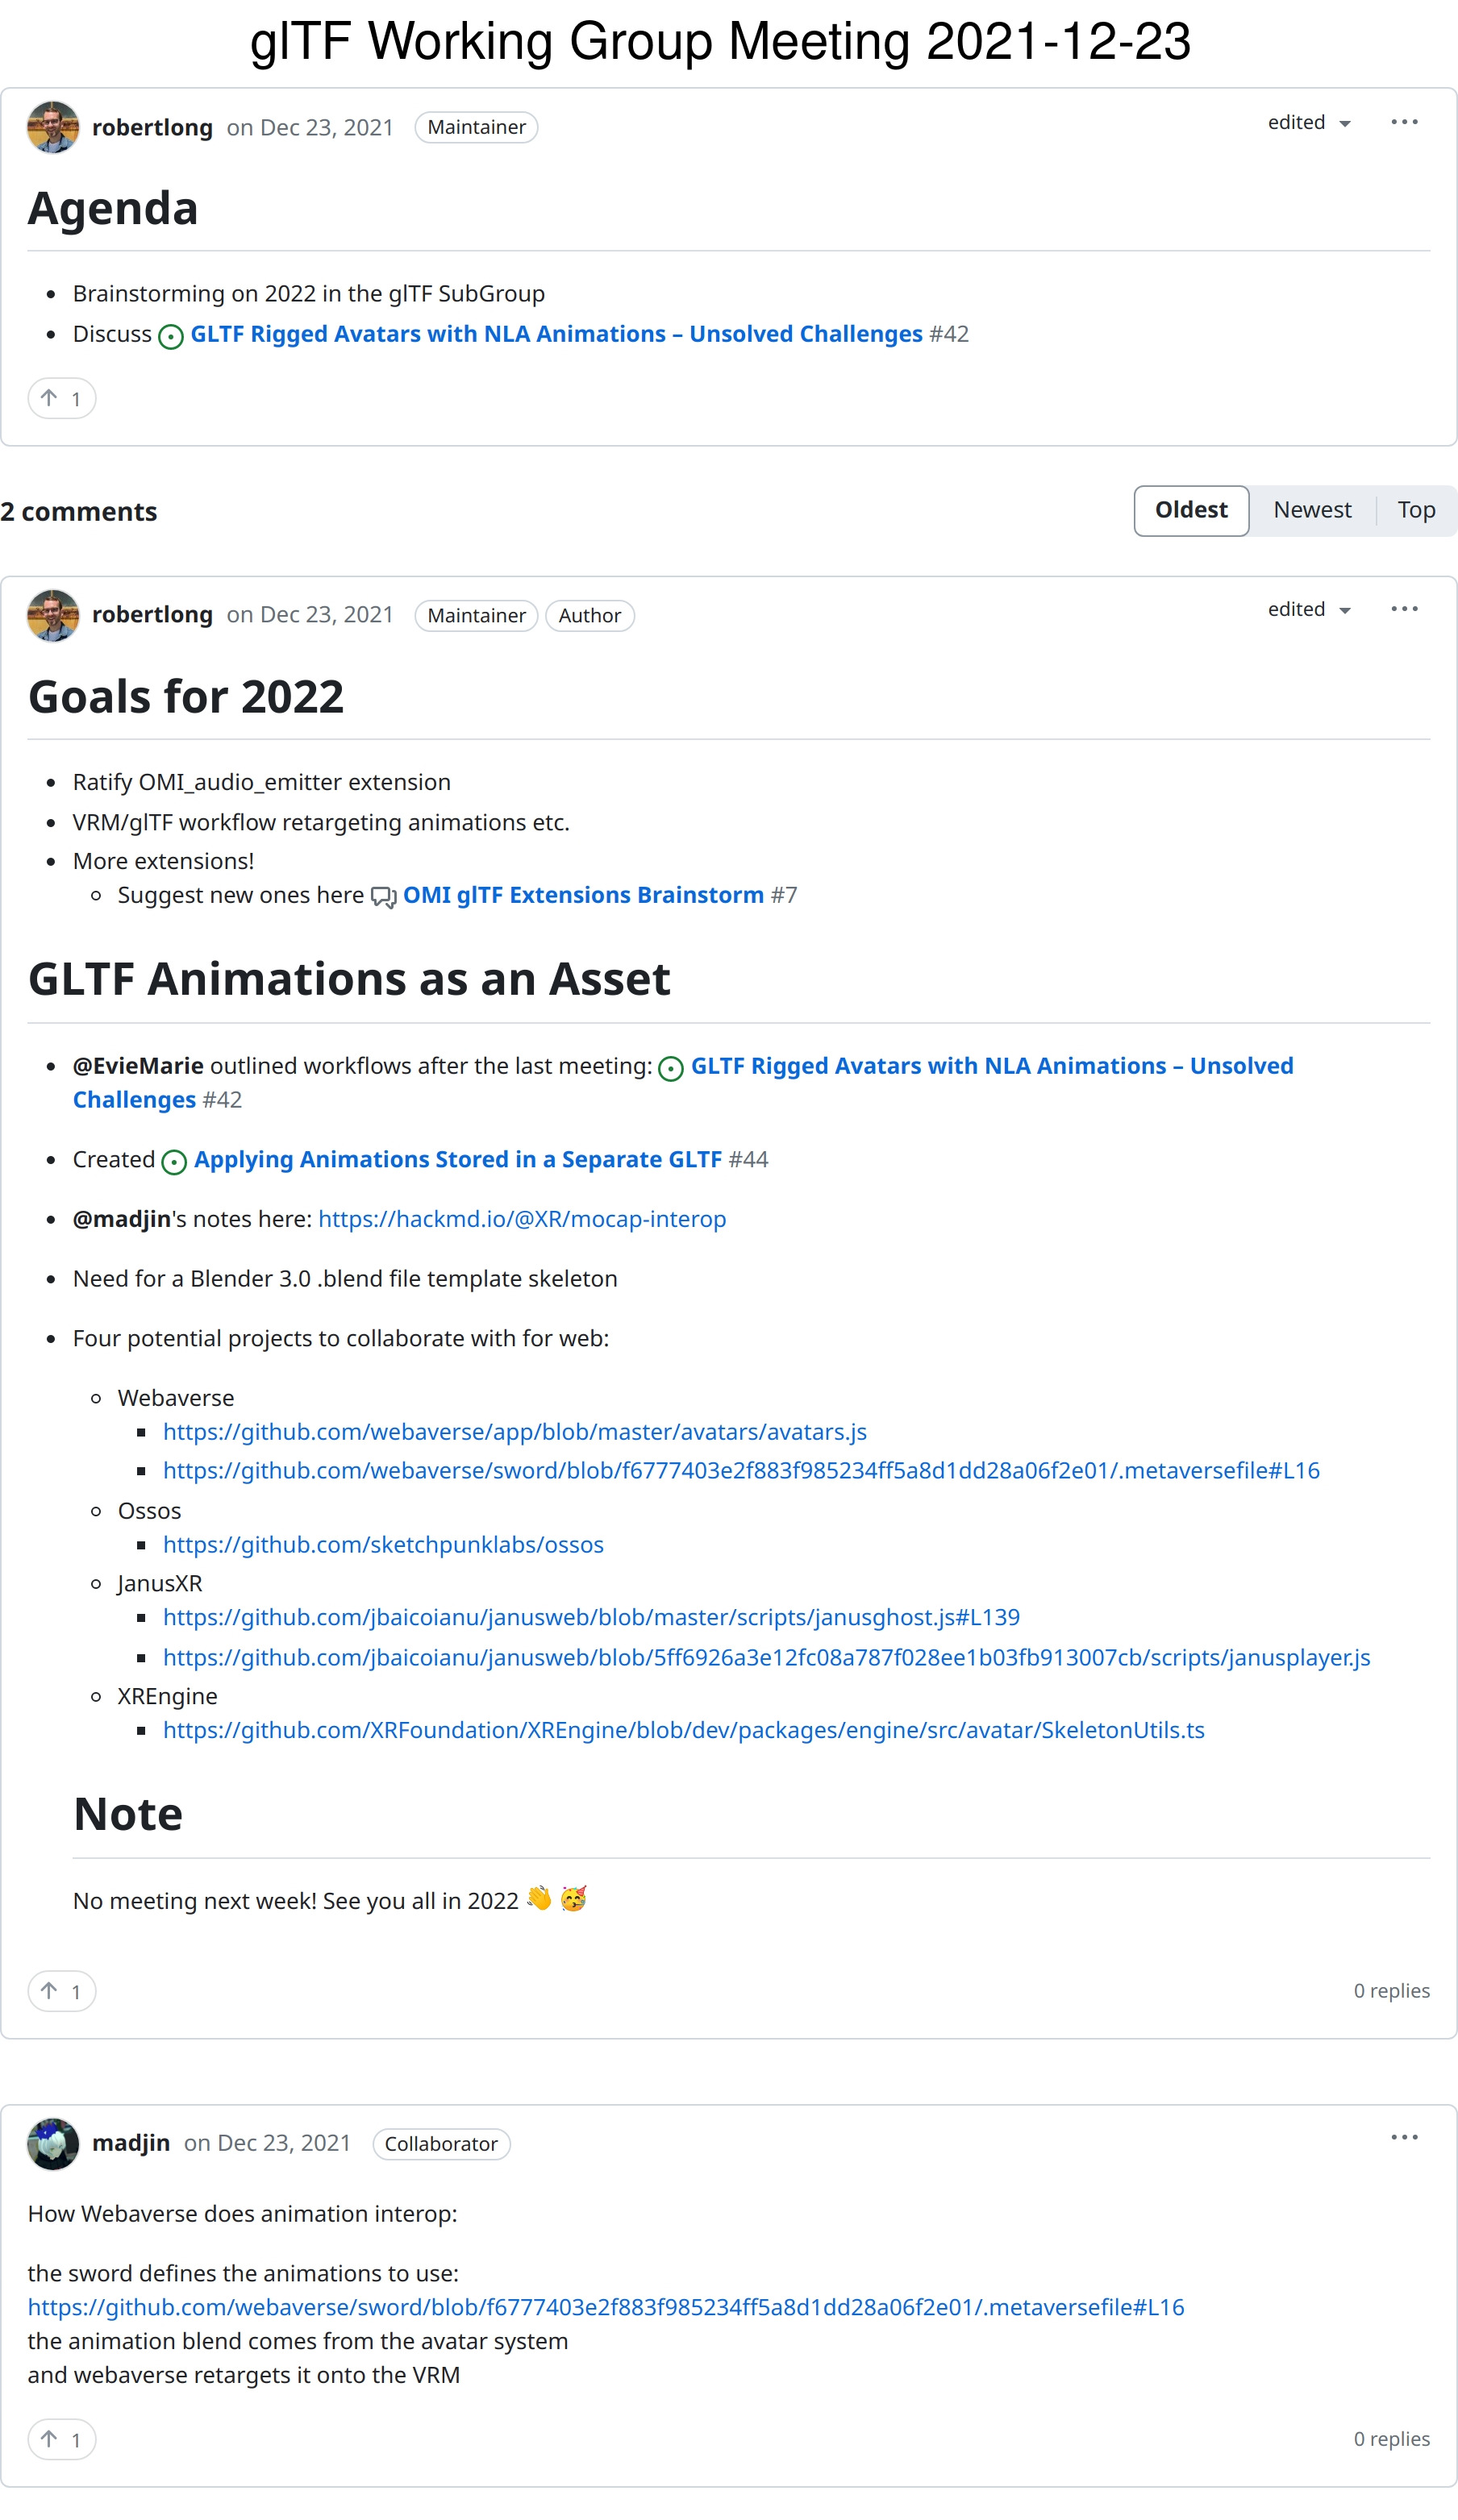 glTF Working Group Meeting 2021-12-23
robertlong on Dec 23, 2021 Maintainer edited
Agenda
Brainstorming on 2022 in the glTF SubGroup
Discuss GLTF Rigged Avatars with NLA Animations – Unsolved Challenges #42
1
2 comments Oldest Newest Top
robertlong on Dec 23, 2021 Maintainer Author edited
Goals for 2022
Ratify OMI_audio_emitter extension
VRM/glTF workflow retargeting animations etc.
More extensions!
Suggest new ones here OMI glTF Extensions Brainstorm #7
GLTF Animations as an Asset
@EvieMarie outlined workflows after the last meeting: GLTF Rigged Avatars with NLA Animations – Unsolved
Challenges #42
Created Applying Animations Stored in a Separate GLTF #44
@madjin's notes here: https://hackmd.io/@XR/mocap-interop
Need for a Blender 3.0 .blend file template skeleton
Four potential projects to collaborate with for web:
Webaverse
https://github.com/webaverse/app/blob/master/avatars/avatars.js
https://github.com/webaverse/sword/blob/f6777403e2f883f985234ff5a8d1dd28a06f2e01/.metaversefile#L16
Ossos
https://github.com/sketchpunklabs/ossos
JanusXR
https://github.com/jbaicoianu/janusweb/blob/master/scripts/janusghost.js#L139
https://github.com/jbaicoianu/janusweb/blob/5ff6926a3e12fc08a787f028ee1b03fb913007cb/scripts/janusplayer.js
XREngine
https://github.com/XRFoundation/XREngine/blob/dev/packages/engine/src/avatar/SkeletonUtils.ts
Note
No meeting next week! See you all in 2022 👋 🥳
1 0 replies
madjin on Dec 23, 2021 Collaborator
How Webaverse does animation interop:
the sword defines the animations to use:
https://github.com/webaverse/sword/blob/f6777403e2f883f985234ff5a8d1dd28a06f2e01/.metaversefile#L16
the animation blend comes from the avatar system
and webaverse retargets it onto the VRM
1 0 replies